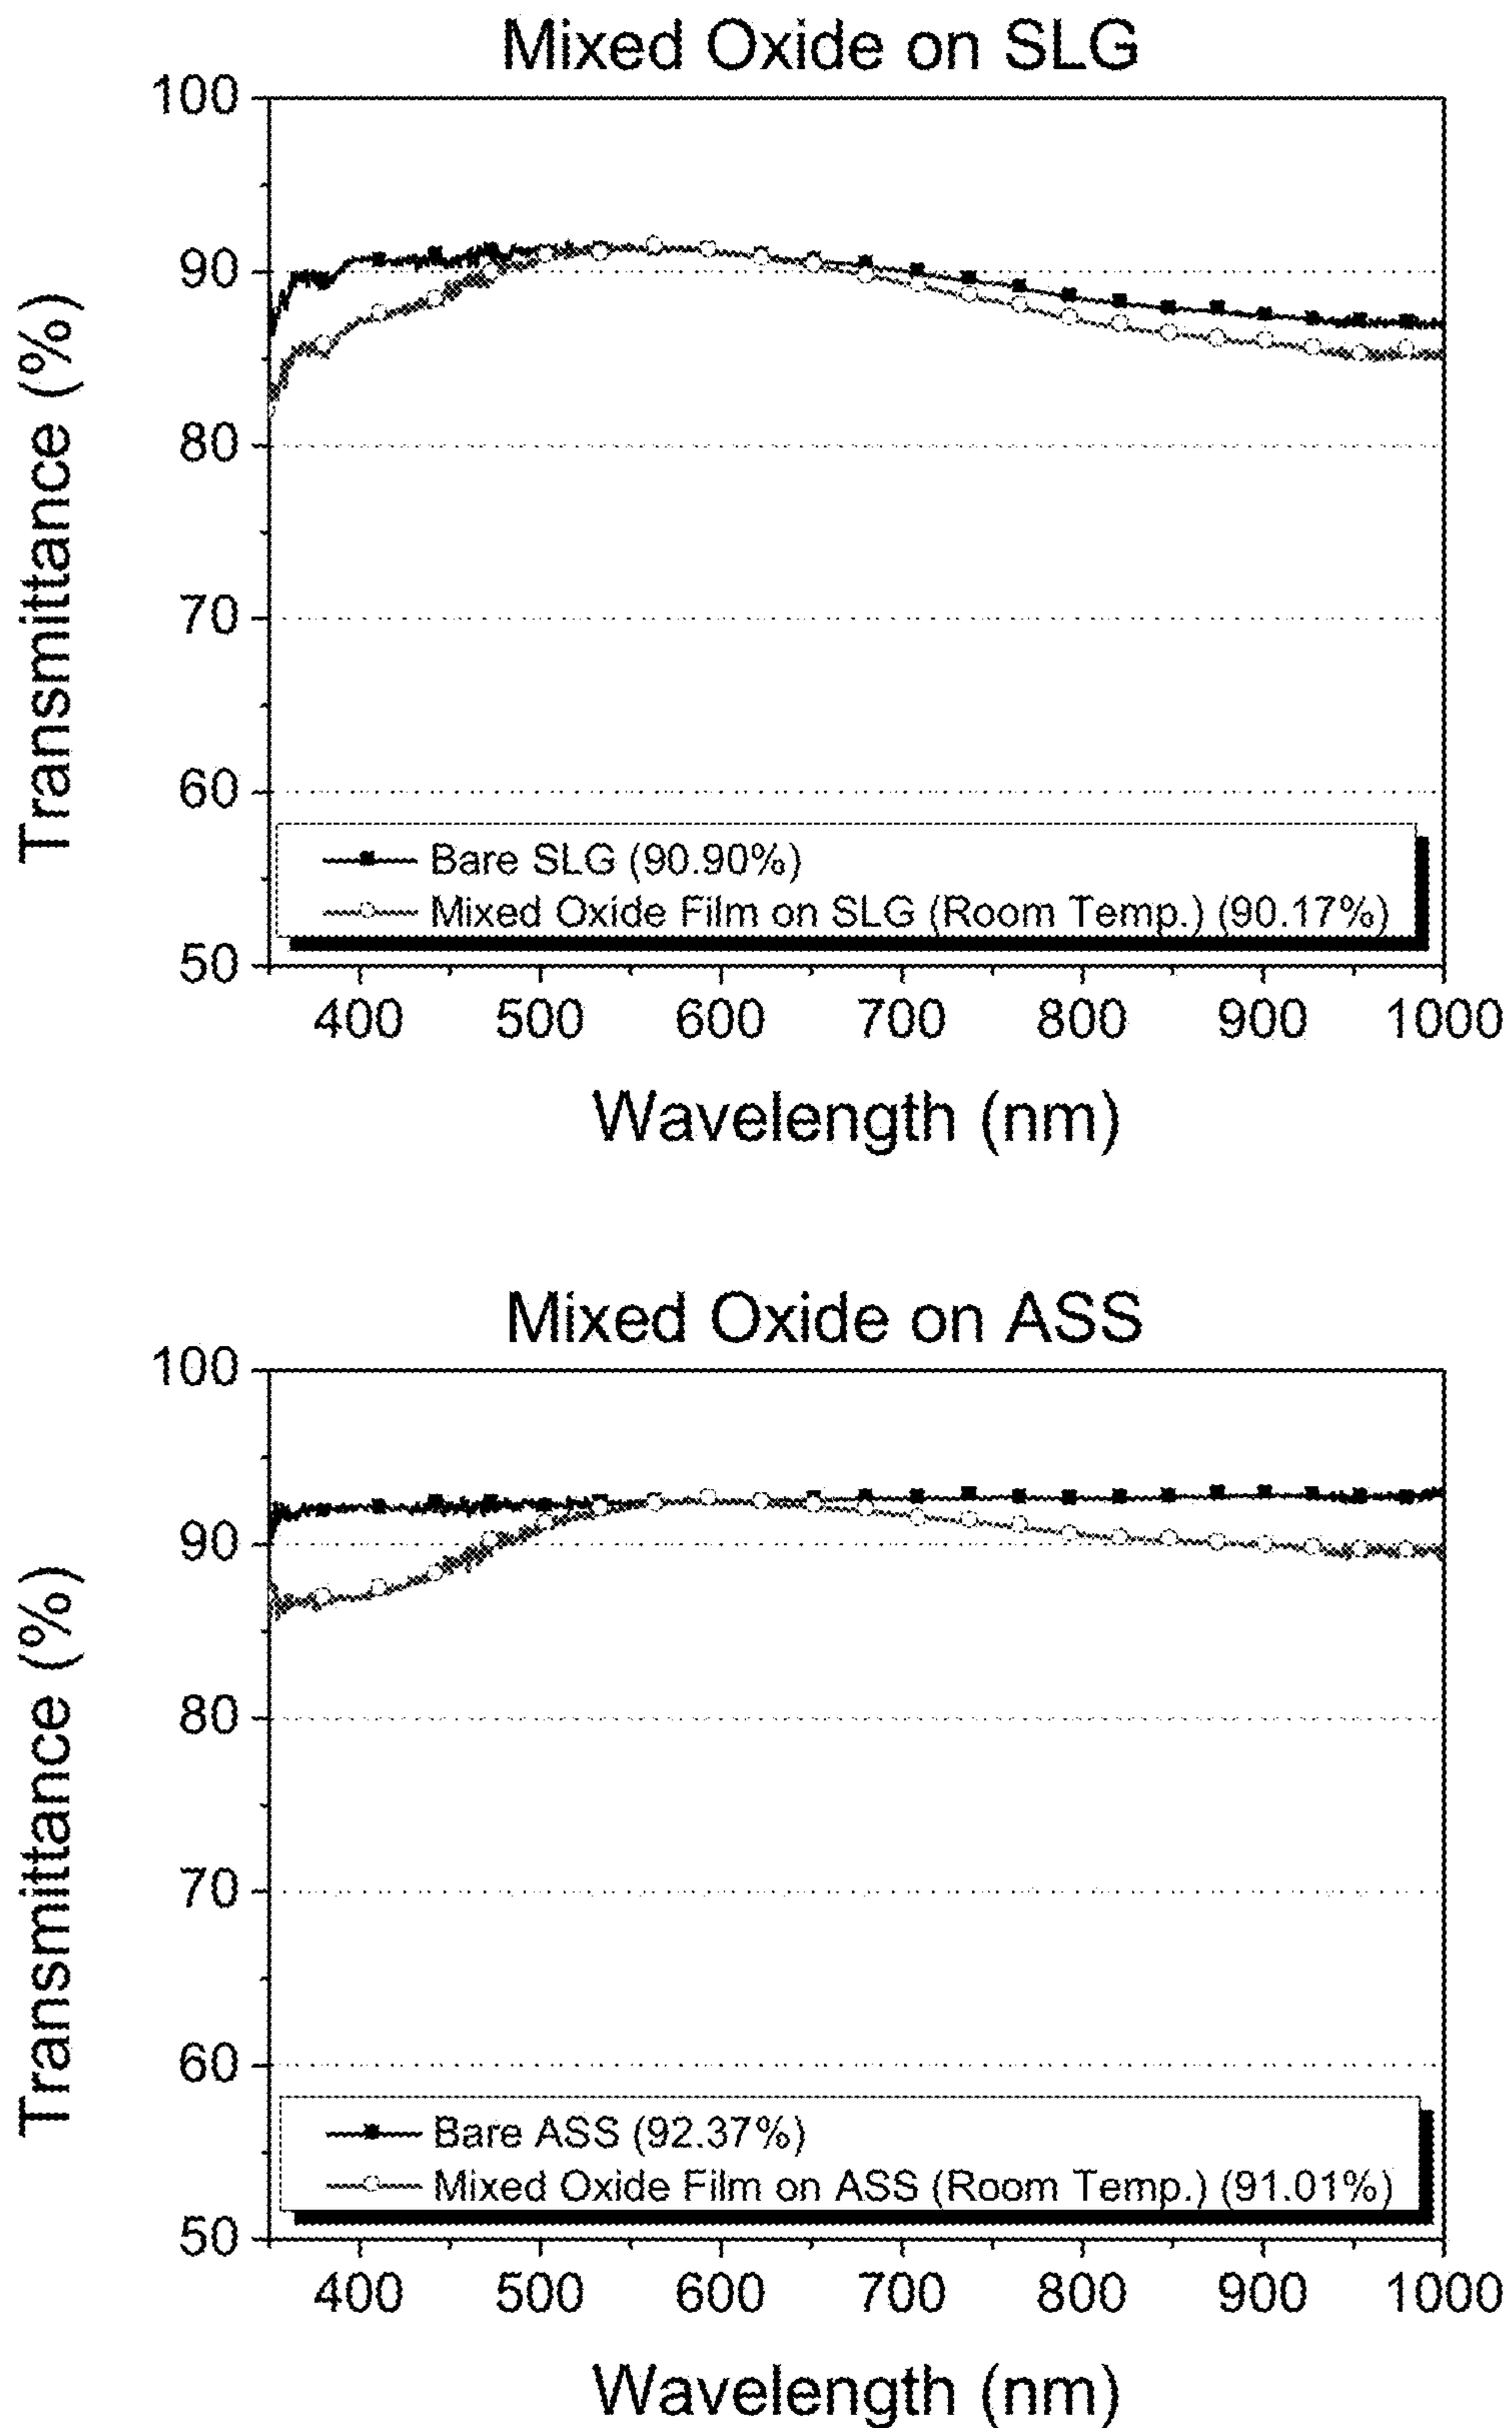 Mixed Oxide on SLG
100
90
80
70
60
50
Transmittance (%)
Bare SLG (90.90%)
Mixed Oxide Film on SLG (Room Temp.) (90.17%)
400 500 600 700 800 900 1000
Wavelength (nm)
Mixed Oxide on ASS
100
90
80
70
60
50
Transmittance (%)
Bare ASS (92.37%)
Mixed Oxide Film on ASS (Room Temp.) (91.01%)
400 500 600 700 800 900 1000
Wavelength (nm)